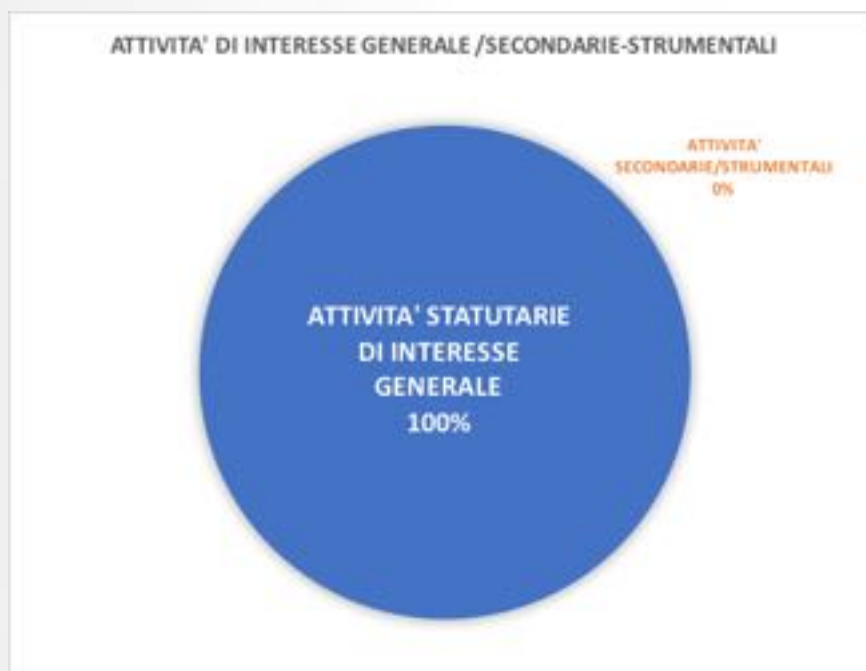 ATTIVITA' DI INTERESSE GENERALE /SECONDARIE-STRUMENTALI
ATTIVITA'
SECONDARIE/STRUMENTALI
0%
ATTIVITA' STATUTARIE
DI INTERESSE
GENERALE
100%